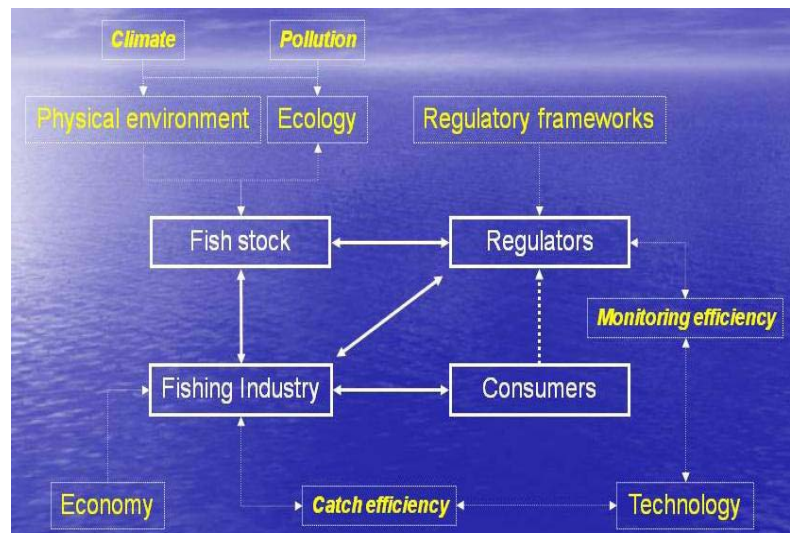 Climate
Pollution
Physical environment
Ecology
Regulatory frameworks
Fish stock
Regulators
Monitoring efficiency
Fishing Industry
Consumers
Economy
Catch efficiency
Technology